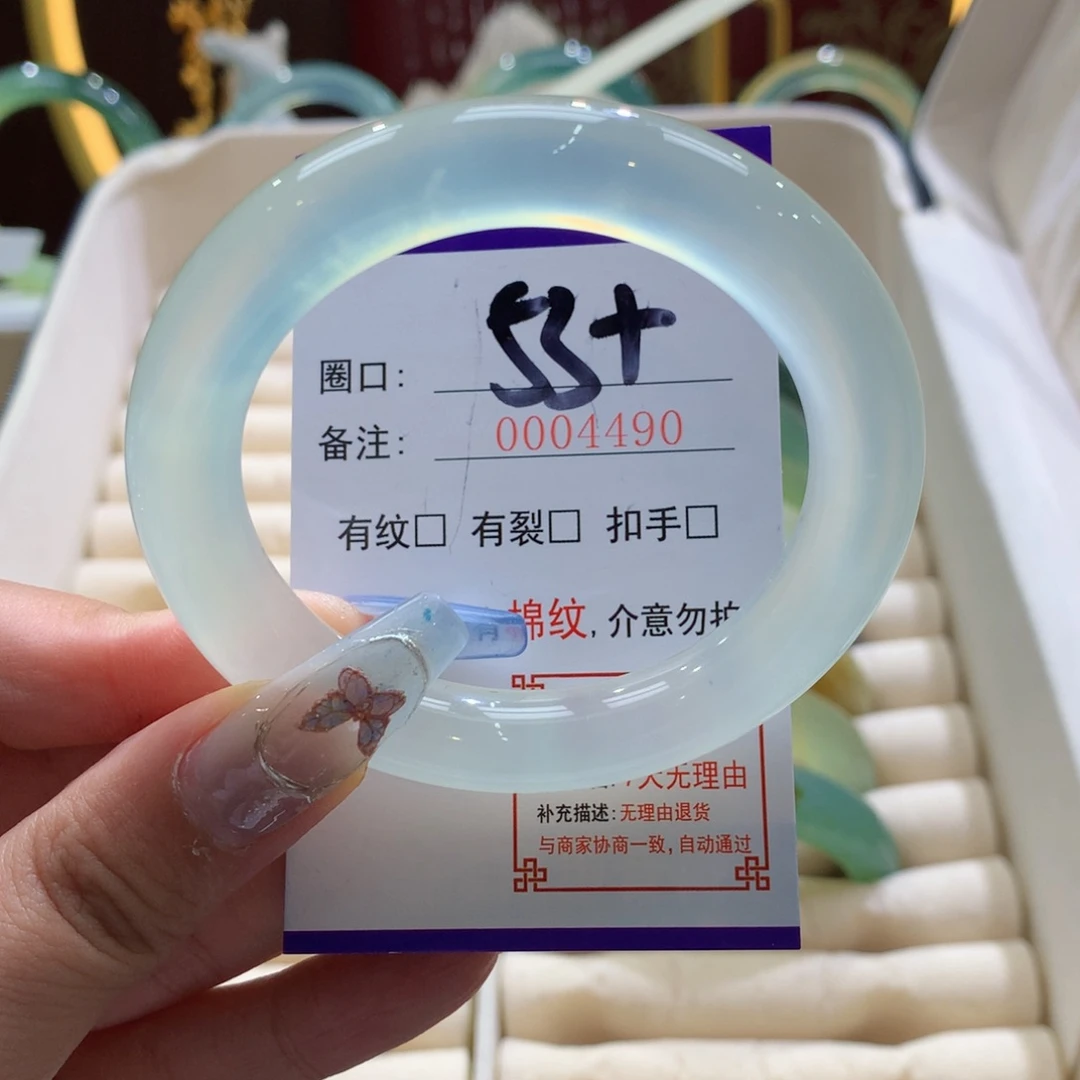 圈口: 53+
备注: 0004490
有纹□ 有裂□ 扣手□
棉纹, 介意勿拍
天无理由
补充描述:无理由退货
与商家协商一致, 自动通过